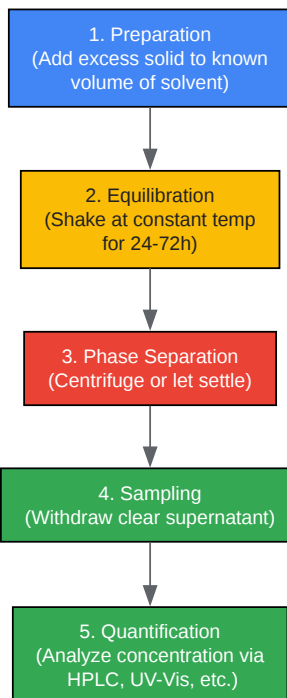 1. Preparation
(Add excess solid to known
volume of solvent)
2. Equilibration
(Shake at constant temp
for 24-72h)
3. Phase Separation
(Centrifuge or let settle)
4. Sampling
(Withdraw clear supernatant)
5. Quantification
(Analyze concentration via
HPLC, UV-Vis, etc.)